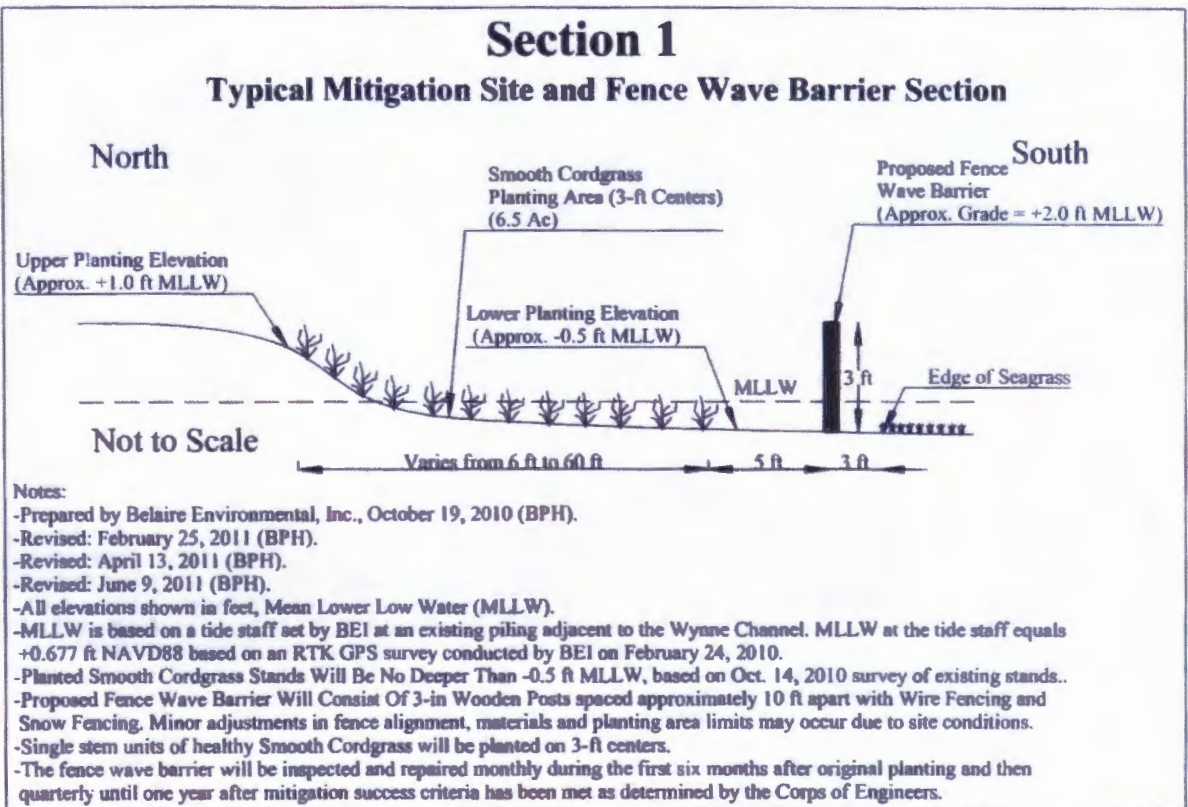 Section 1
Typical Mitigation Site and Fence Wave Barrier Section
North
South
Smooth Cordgrass
Planting Area (3-ft Centers)
(6.5 Ac)
Proposed Fence
Wave Barrier
(Approx. Grade = +2.0 ft MLLW)
Upper Planting Elevation
(Approx. +1.0 ft MLLW)
Lower Planting Elevation
(Approx. -0.5 ft MLLW)
MLLW
3 ft
Edge of Seagrass
Not to Scale
Varies from 6 ft to 60 ft
5 ft
3 ft
Notes:
-Prepared by Belaire Environmental, Inc., October 19, 2010 (BPH).
-Revised: February 25, 2011 (BPH).
-Revised: April 13, 2011 (BPH).
-Revised: June 9, 2011 (BPH).
-All elevations shown in feet, Mean Lower Low Water (MLLW).
-MLLW is based on a tide staff set by BEI at an existing piling adjacent to the Wynne Channel. MLLW at the tide staff equals
+0.677 ft NAVD88 based on an RTK GPS survey conducted by BEI on February 24, 2010.
-Planted Smooth Cordgrass Stands Will Be No Deeper Than -0.5 ft MLLW, based on Oct. 14, 2010 survey of existing stands..
-Proposed Fence Wave Barrier Will Consist Of 3-in Wooden Posts spaced approximately 10 ft apart with Wire Fencing and
Snow Fencing. Minor adjustments in fence alignment, materials and planting area limits may occur due to site conditions.
-Single stem units of healthy Smooth Cordgrass will be planted on 3-ft centers.
-The fence wave barrier will be inspected and repaired monthly during the first six months after original planting and then
quarterly until one year after mitigation success criteria has been met as determined by the Corps of Engineers.